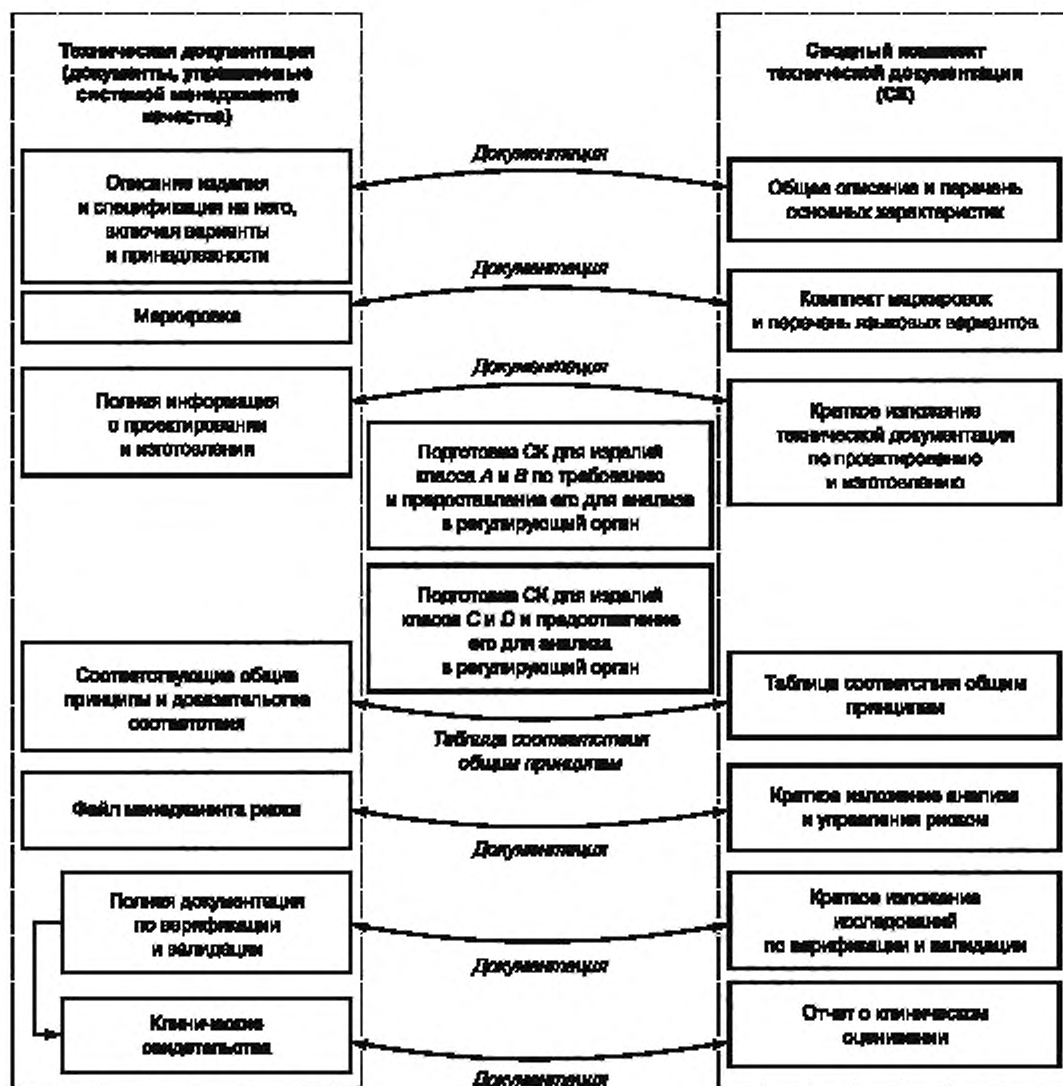 Техническая документация
(документы, управляемые
системой менеджмента
качества)
Описание изделия
и спецификация на него,
включая варианты
и принадлежности
Маркировка
Полная информация
о проектировании
и изготовления
Соответствующие общие
принципы и доказательства
соответствия
Файл менеджмента риска
Полная документация
по верификации
и валидации
Клинические
свидетельства
Документация
Документация
Документация
Подготовка СК для изделий
класса A и B по требованию
и предоставление его для анализа
в регулирующий орган
Подготовка СК для изделий
класса C и D и предоставление
его для анализа
в регулирующий орган
Таблица соответствия
общим принципам
Документация
Документация
Документация
Сводный комплект
технической документации
(СК)
Общее описание и перечень
основных характеристик
Комплект маркировок
и перечень языковых вариантов
Краткое изложение
технической документации
по проектированию
и изготовлению
Таблица соответствия общим
принципам
Краткое изложение анализа
и управления риском
Краткое изложение
исследований
по верификации и валидации
Отчет о клиническом
оценивании